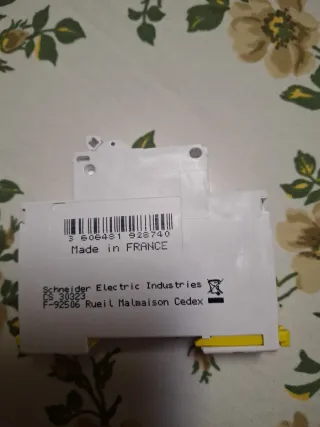 3 606481 928740
Made in FRANCE
Schneider Electric Industries
CS 30323
F-92506 Rueil Malmaison Cedex